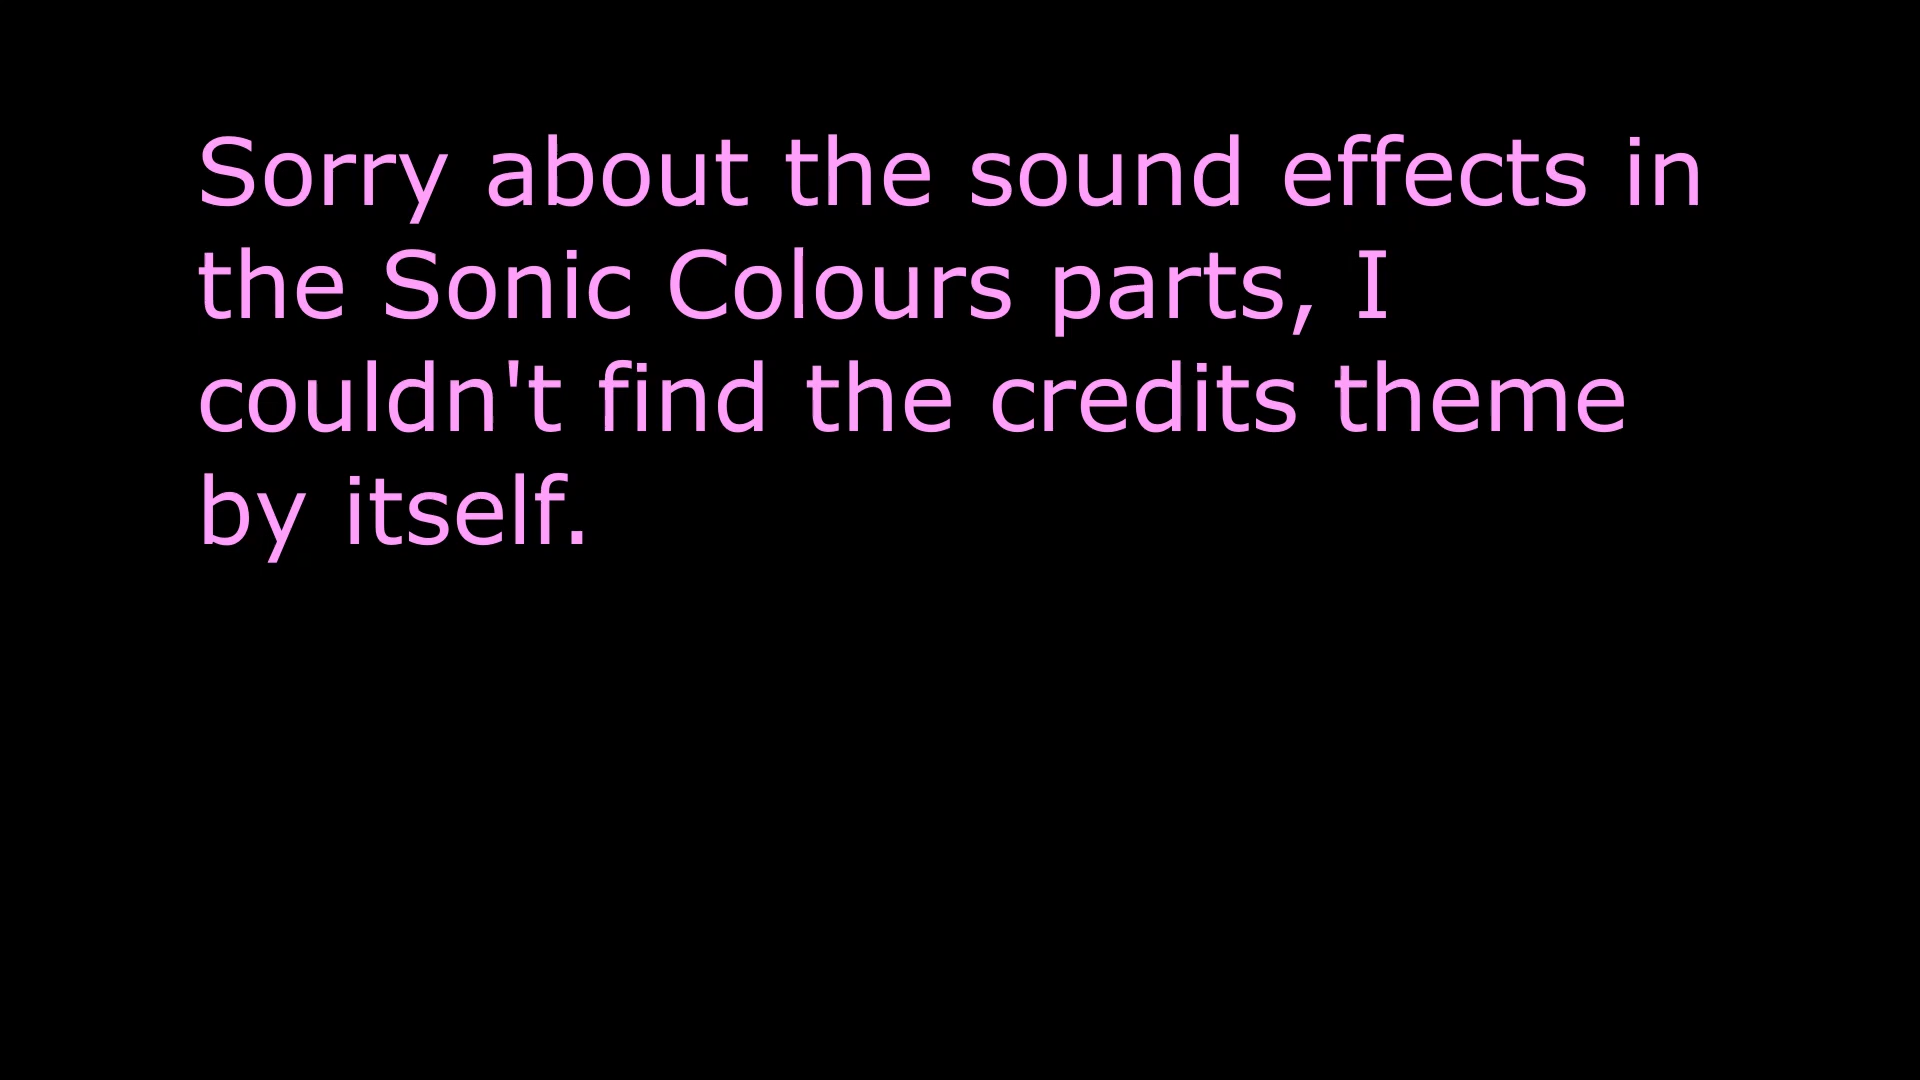 Sorry about the sound effects in
the Sonic Colours parts, I
couldn't find the credits theme
by itself.